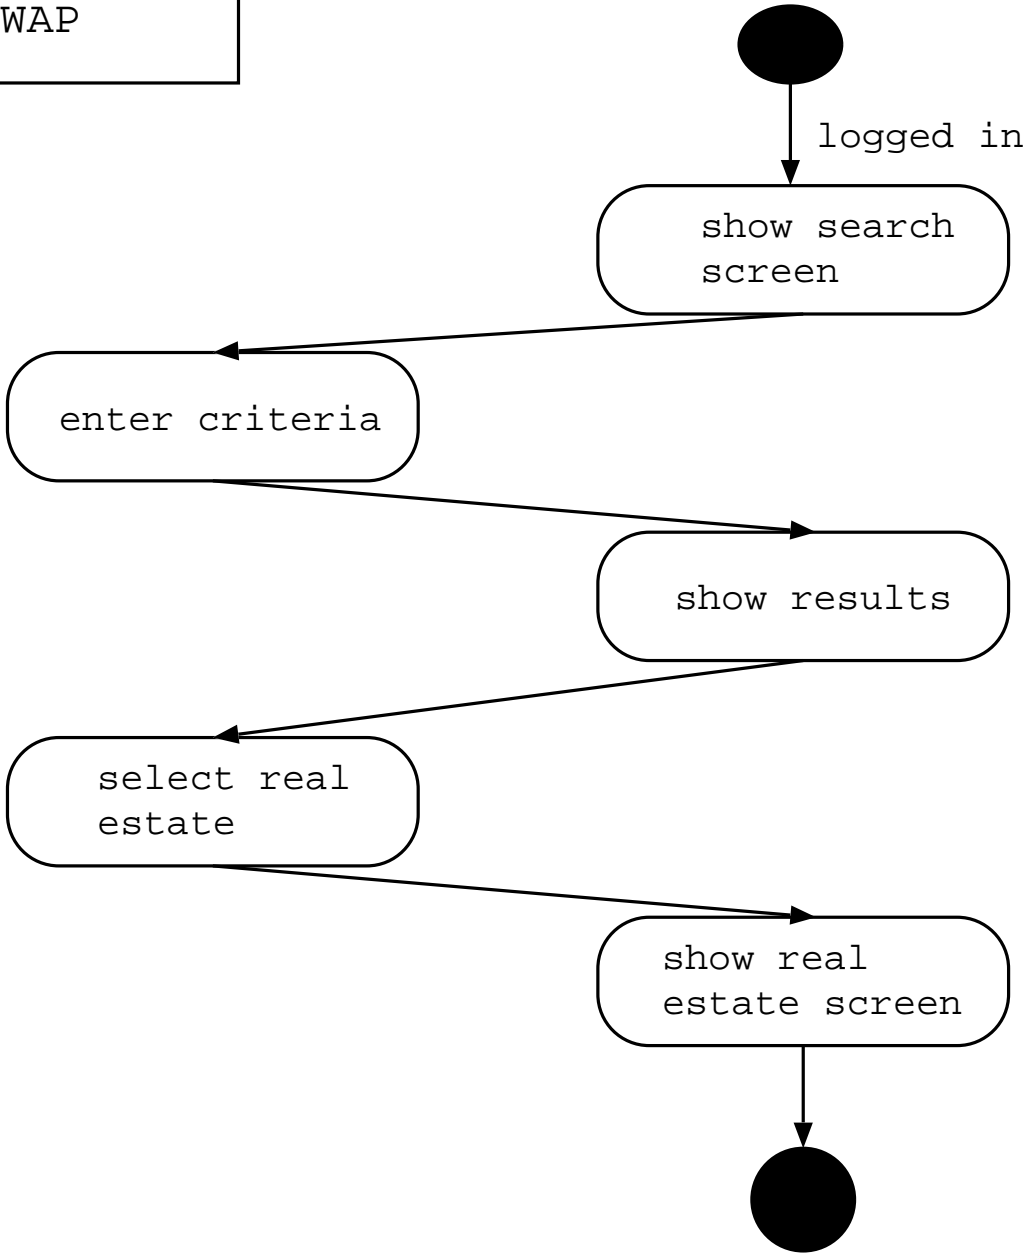 WAP
logged in
show search
screen
enter criteria
show results
select real
estate
show real
estate screen